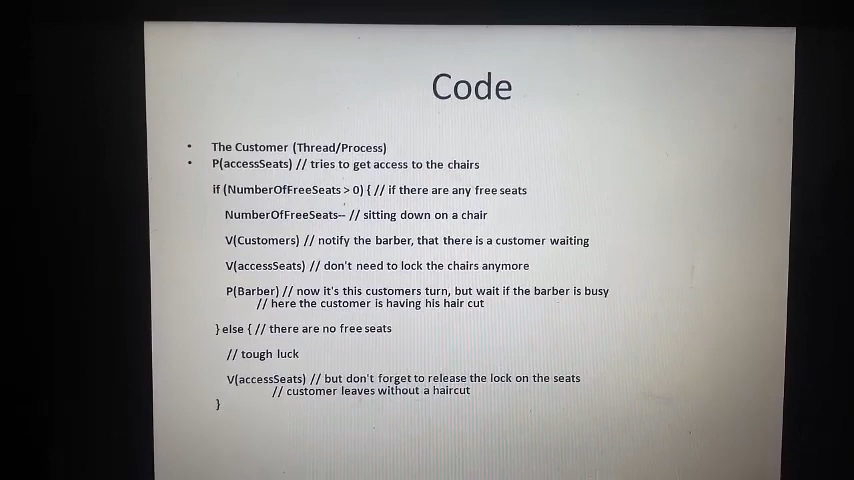 Code
• The Customer (Thread/Process)
• P(accessSeats) // tries to get access to the chairs
if (NumberOfFreeSeats > 0) { // if there are any free seats
NumberOfFreeSeats-- // sitting down on a chair
V(Customers) // notify the barber, that there is a customer waiting
V(accessSeats) // don't need to lock the chairs anymore
P(Barber) // now it's this customers turn, but wait if the barber is busy
// here the customer is having his hair cut
} else { // there are no free seats
// tough luck
V(accessSeats) // but don't forget to release the lock on the seats
// customer leaves without a haircut
}